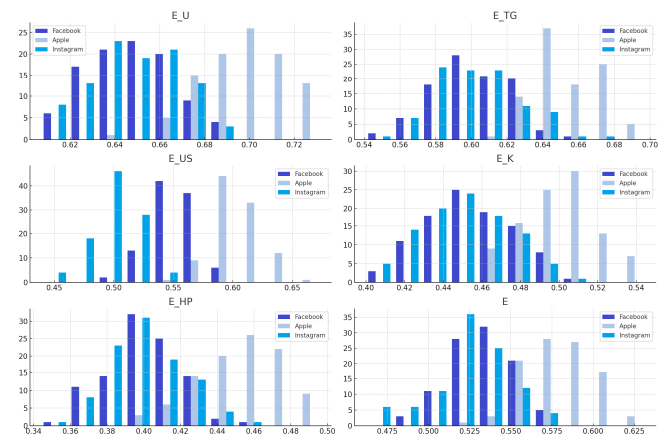 E_U
25
20
15
10
5
0
0.62 0.64 0.66 0.68 0.70 0.72
Facebook
Apple
Instagram
E_TG
35
30
25
20
15
10
5
0
0.54 0.56 0.58 0.60 0.62 0.64 0.66 0.68 0.70
Facebook
Apple
Instagram
E_US
40
30
20
10
0
0.45 0.50 0.55 0.60 0.65
Facebook
Apple
Instagram
E_K
30
25
20
15
10
5
0
0.40 0.42 0.44 0.46 0.48 0.50 0.52 0.54
Facebook
Apple
Instagram
E_HP
30
25
20
15
10
5
0
0.34 0.36 0.38 0.40 0.42 0.44 0.46 0.48 0.50
Facebook
Apple
Instagram
E
35
30
25
20
15
10
5
0
0.475 0.500 0.525 0.550 0.575 0.600 0.625
Facebook
Apple
Instagram